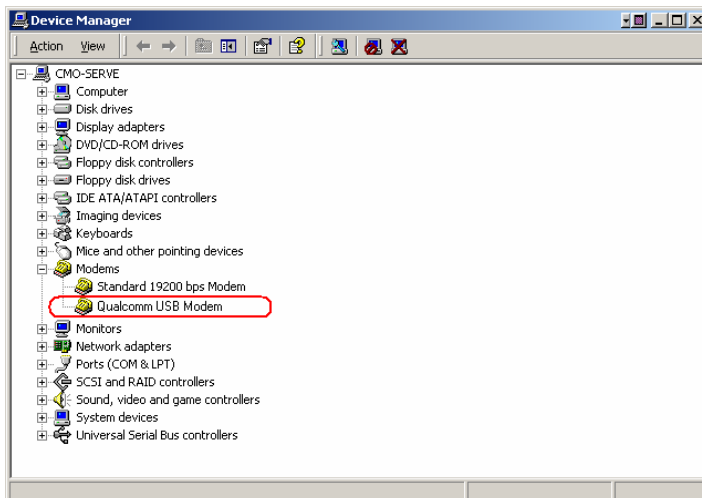 Device Manager
Action View
CMO-SERVE
Computer
Disk drives
Display adapters
DVD/CD-ROM drives
Floppy disk controllers
Floppy disk drives
IDE ATA/ATAPI controllers
Imaging devices
Keyboards
Mice and other pointing devices
Modems
Standard 19200 bps Modem
Qualcomm USB Modem
Monitors
Network adapters
Ports (COM & LPT)
SCSI and RAID controllers
Sound, video and game controllers
System devices
Universal Serial Bus controllers